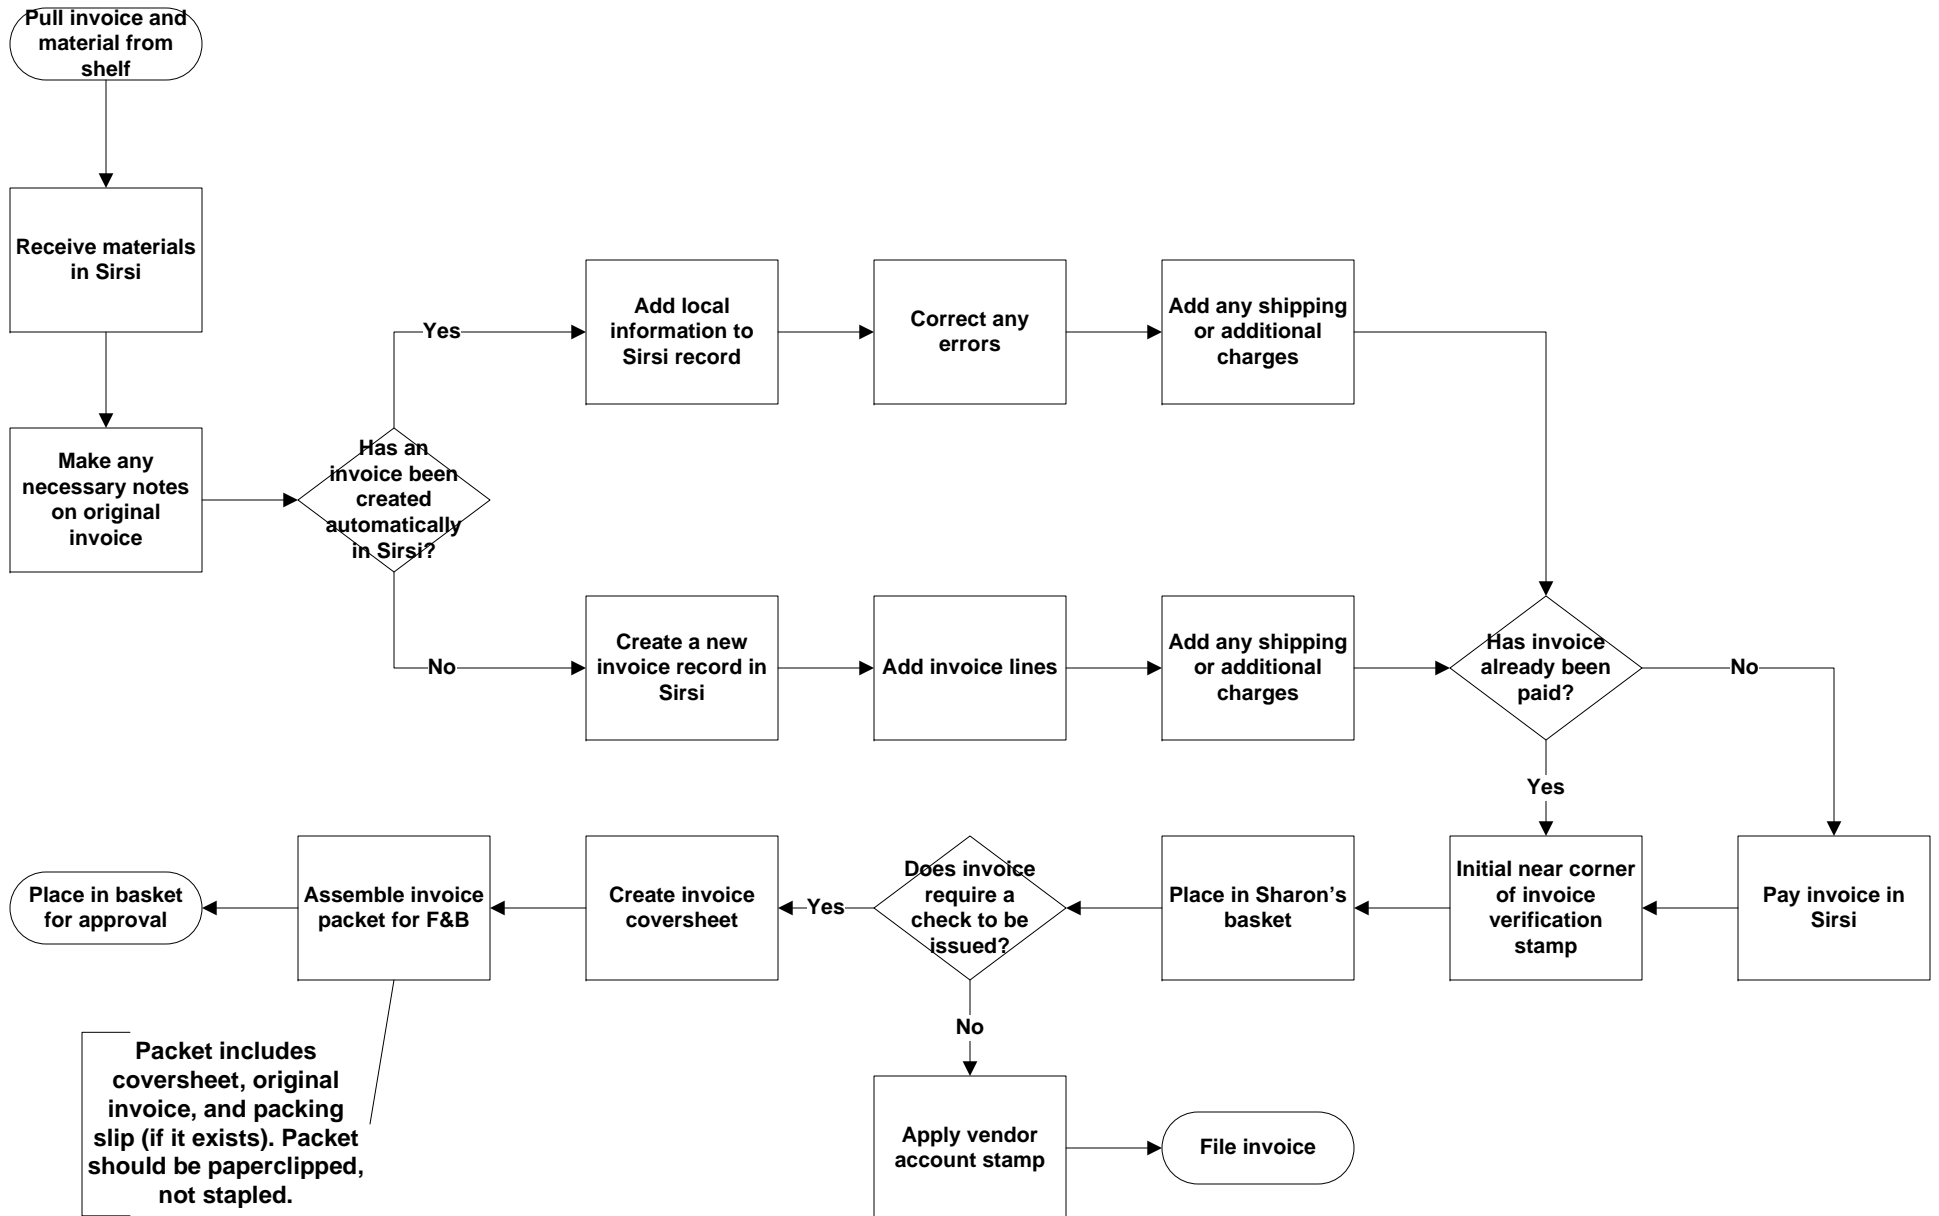 Pull invoice and
material from
shelf
Receive materials
in Sirsi
Make any
necessary notes
on original
invoice
Has an
invoice been
created
automatically
in Sirsi?
Yes
Add local
information to
Sirsi record
Correct any
errors
Add any shipping
or additional
charges
No
Create a new
invoice record in
Sirsi
Add invoice lines
Add any shipping
or additional
charges
Has invoice
already been
paid?
No
Yes
Pay invoice in
Sirsi
Initial near corner
of invoice
verification
stamp
Place in Sharon’s
basket
Does invoice
require a
check to be
issued?
Yes
Create invoice
coversheet
Assemble invoice
packet for F&B
Place in basket
for approval
Packet includes
coversheet, original
invoice, and packing
slip (if it exists). Packet
should be paperclipped,
not stapled.
No
Apply vendor
account stamp
File invoice